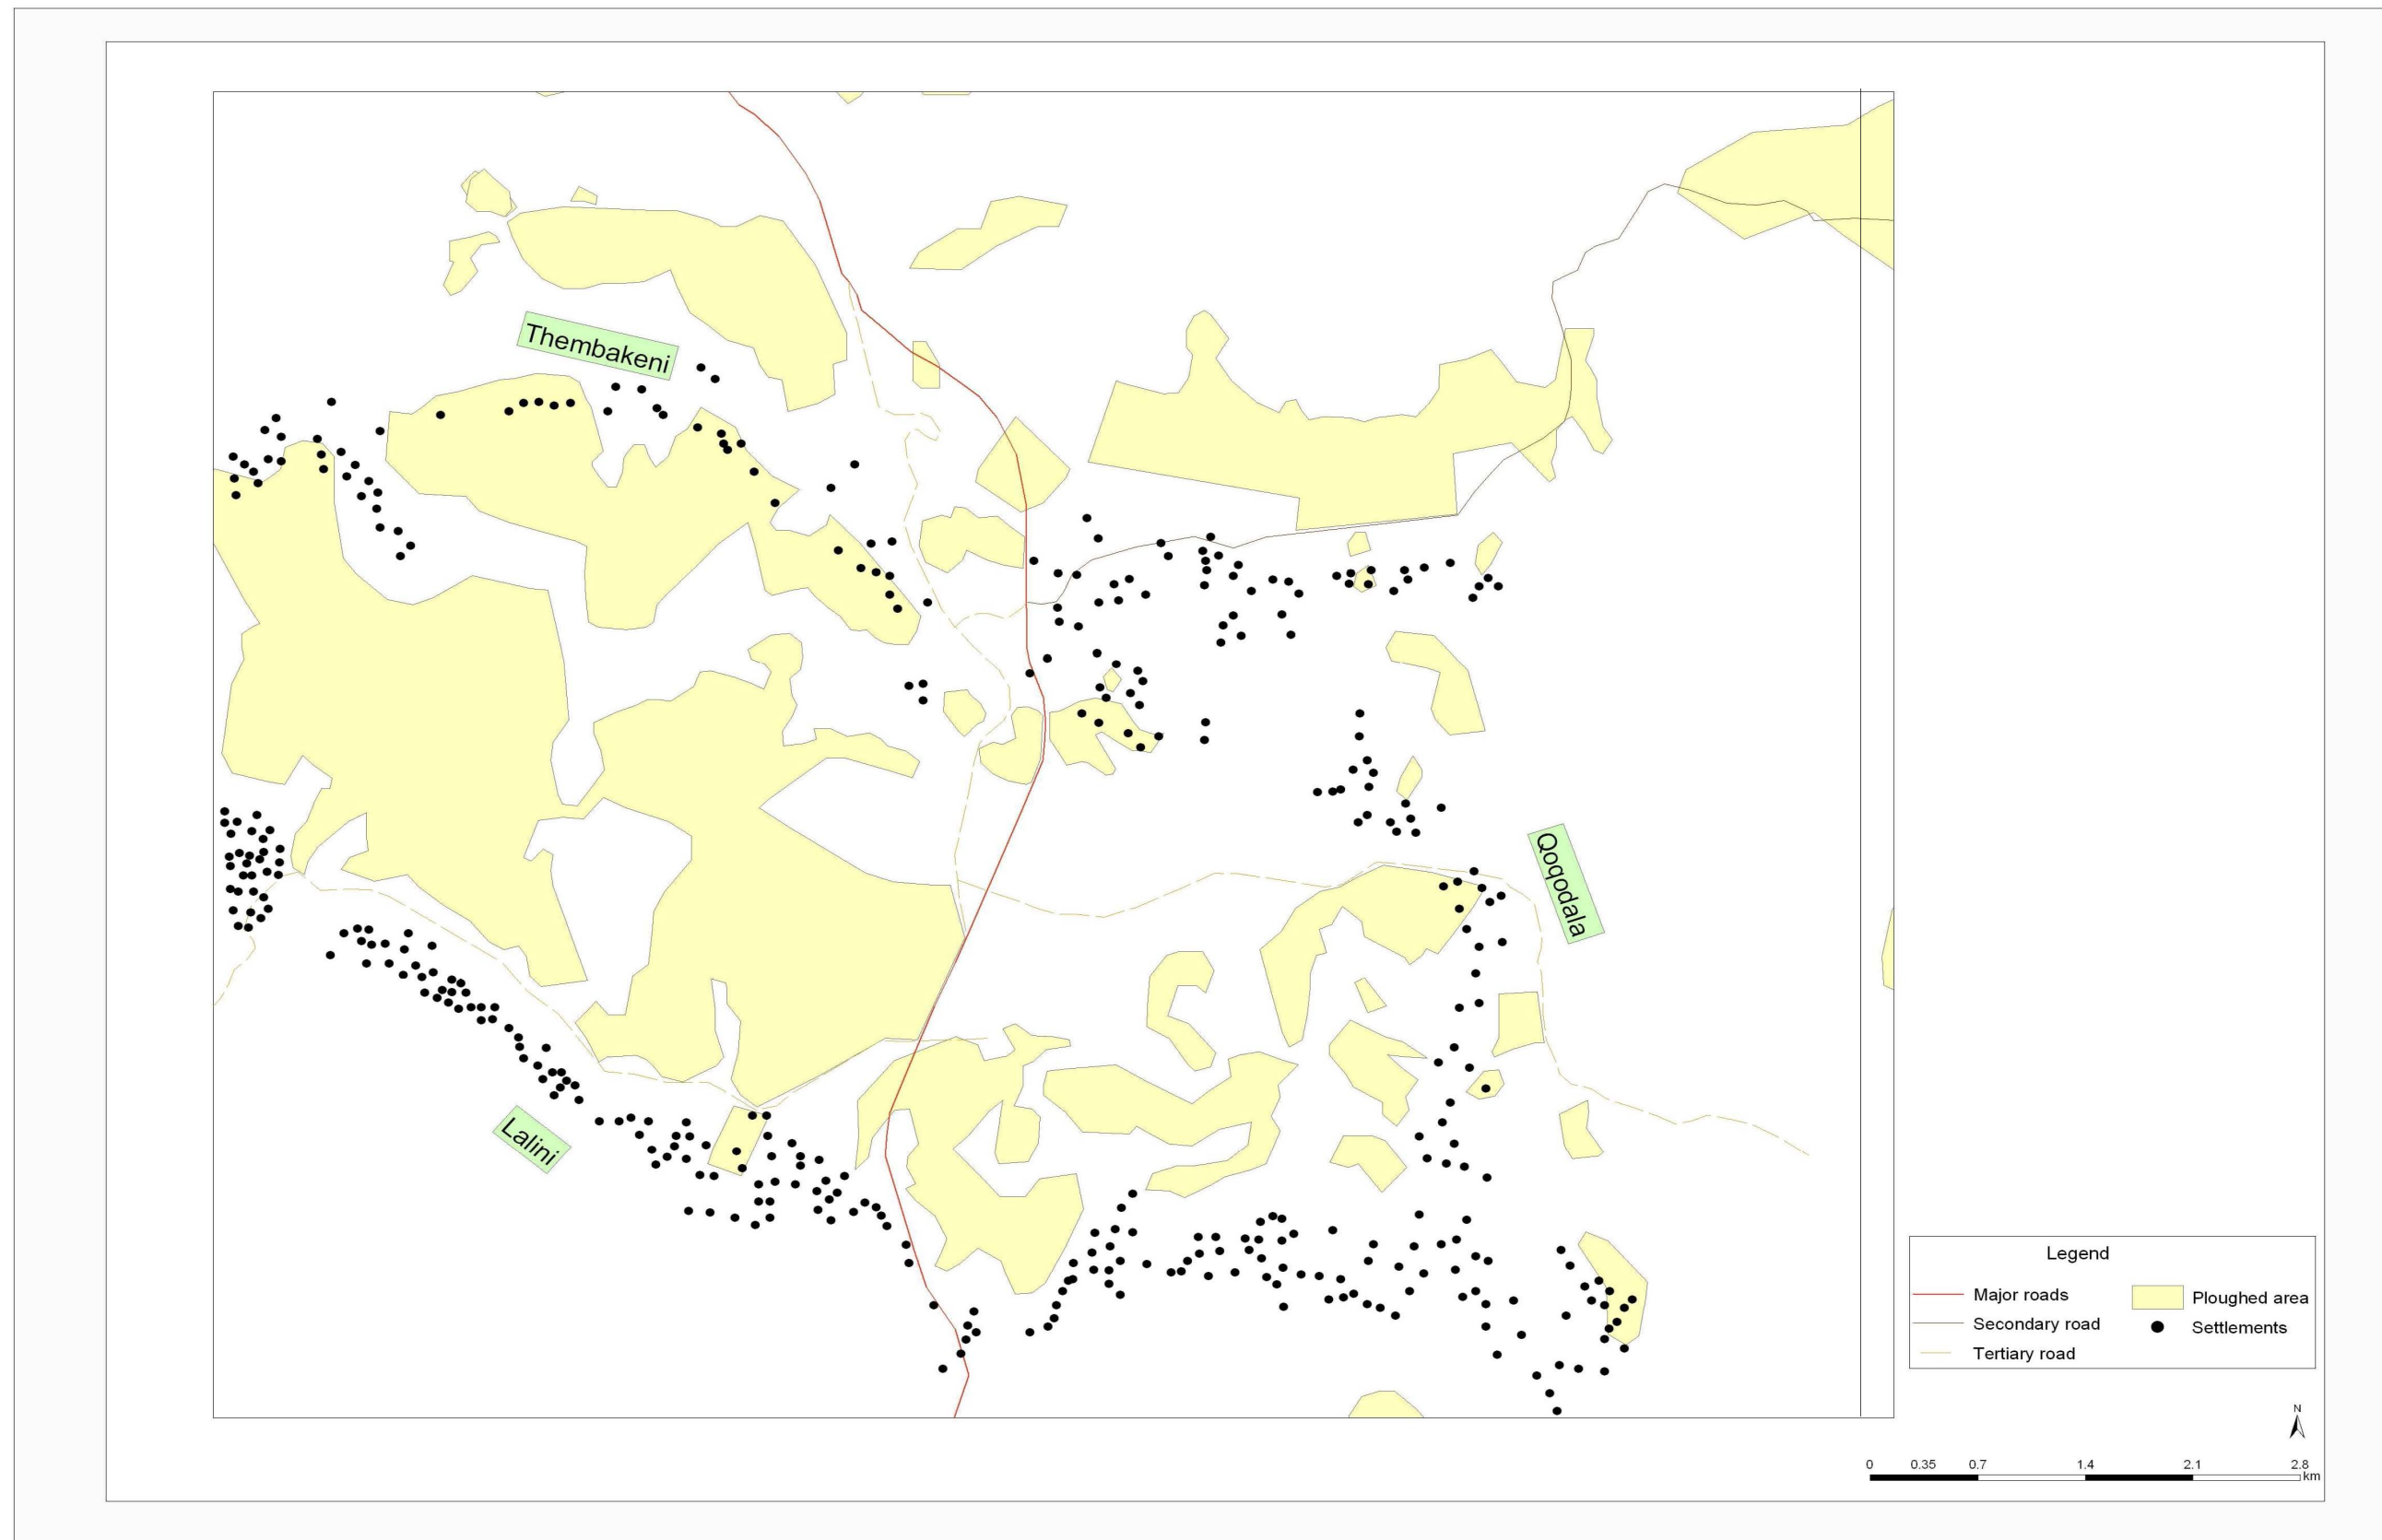 Thembakeni
Qoqodala
Lalini
Legend
Major roads
Secondary road
Tertiary road
Ploughed area
Settlements
N
0 0.35 0.7 1.4 2.1 2.8
km